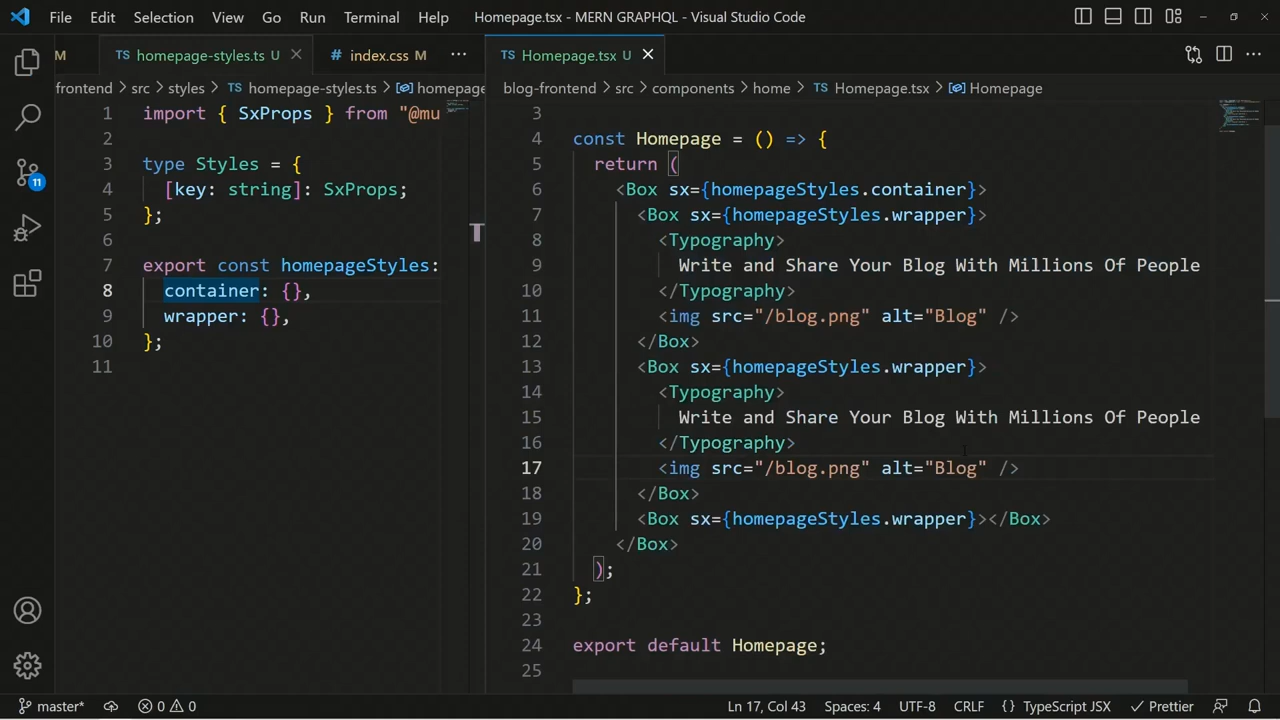 File Edit Selection View Go Run Terminal Help Homepage.tsx - MERN GRAPHQL - Visual Studio Code
M TS homepage-styles.ts U # index.css M ...
TS Homepage.tsx U
frontend > src > styles > TS homepage-styles.ts > homepage
blog-frontend > src > components > home > TS Homepage.tsx > Homepage
1 import { SxProps } from "@mu
2
3 type Styles = {
4 [key: string]: SxProps;
5 };
6
7 export const homepageStyles:
8 container: {},
9 wrapper: {},
10 };
11
T
3
4 const Homepage = () => {
5 return (
6 <Box sx={homepageStyles.container}>
7 <Box sx={homepageStyles.wrapper}>
8 <Typography>
9 Write and Share Your Blog With Millions Of People
10 </Typography>
11 <img src="/blog.png" alt="Blog" />
12 </Box>
13 <Box sx={homepageStyles.wrapper}>
14 <Typography>
15 Write and Share Your Blog With Millions Of People
16 </Typography>
17 <img src="/blog.png" alt="Blog" />
18 </Box>
19 <Box sx={homepageStyles.wrapper}></Box>
20 </Box>
21 );
22 };
23
24 export default Homepage;
25
11
master* 0 0 Ln 17, Col 43 Spaces: 4 UTF-8 CRLF {} TypeScript JSX Prettier